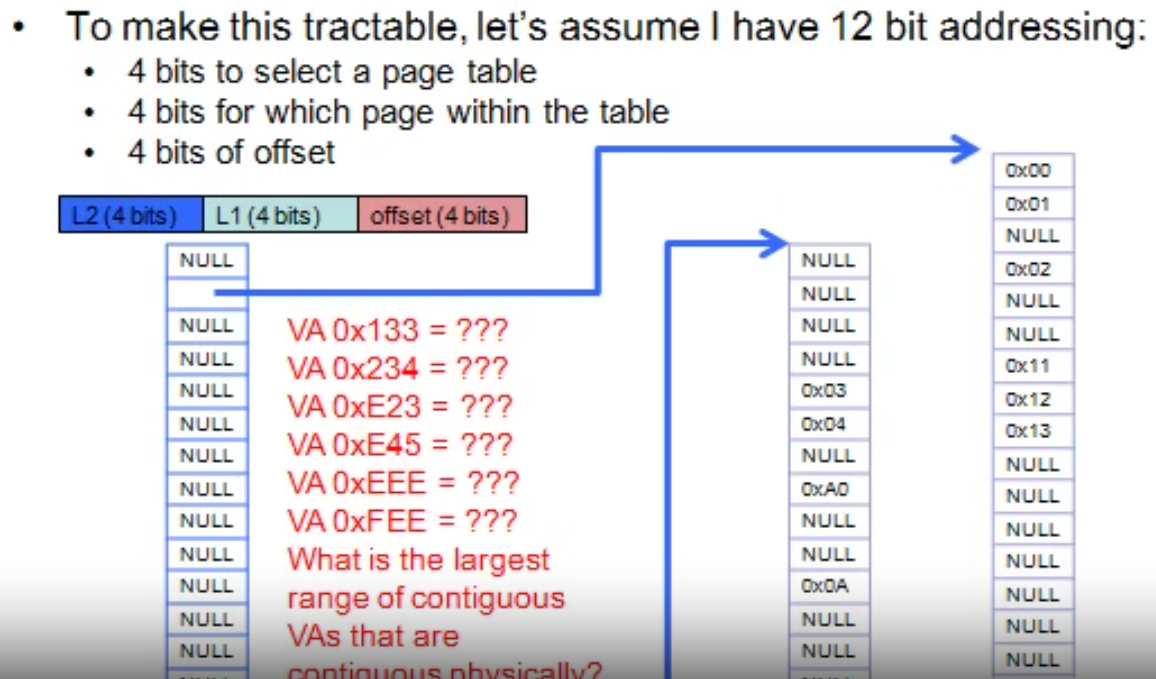 • To make this tractable, let's assume I have 12 bit addressing:
• 4 bits to select a page table
• 4 bits for which page within the table
• 4 bits of offset
L2 (4 bits) L1 (4 bits) offset (4 bits)
NULL
NULL
NULL
NULL
NULL
NULL
NULL
NULL
NULL
NULL
NULL
NULL
VA 0x133 = ???
VA 0x234 = ???
VA 0xE23 = ???
VA 0xE45 = ???
VA 0xEEE = ???
VA 0xFEE = ???
What is the largest
range of contiguous
VAs that are
contiguous physically?
NULL
NULL
NULL
NULL
0x03
0x04
NULL
0xA0
NULL
NULL
0x0A
NULL
NULL
0x00
0x01
NULL
0x02
NULL
NULL
0x11
0x12
0x13
NULL
NULL
NULL
NULL
NULL
NULL
NULL